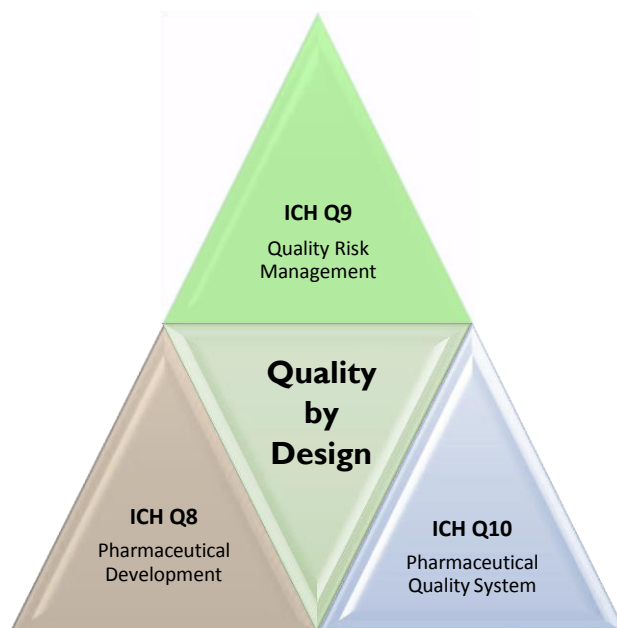 ICH Q9
Quality Risk
Management
Quality
by
Design
ICH Q8
Pharmaceutical
Development
ICH Q10
Pharmaceutical
Quality System